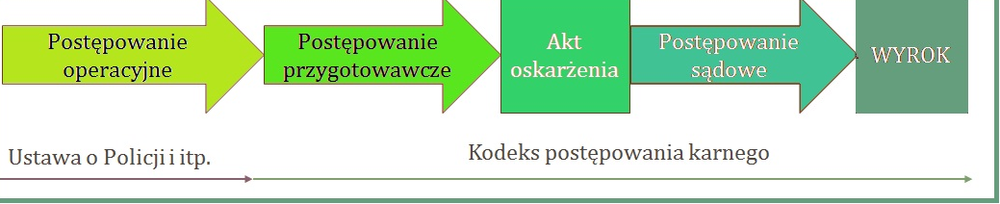 Postępowanie
operacyjne
Postępowanie
przygotowawcze
Akt
oskarżenia
Postępowanie
sądowe
WYROK
Ustawa o Policji i itp.
Kodeks postępowania karnego